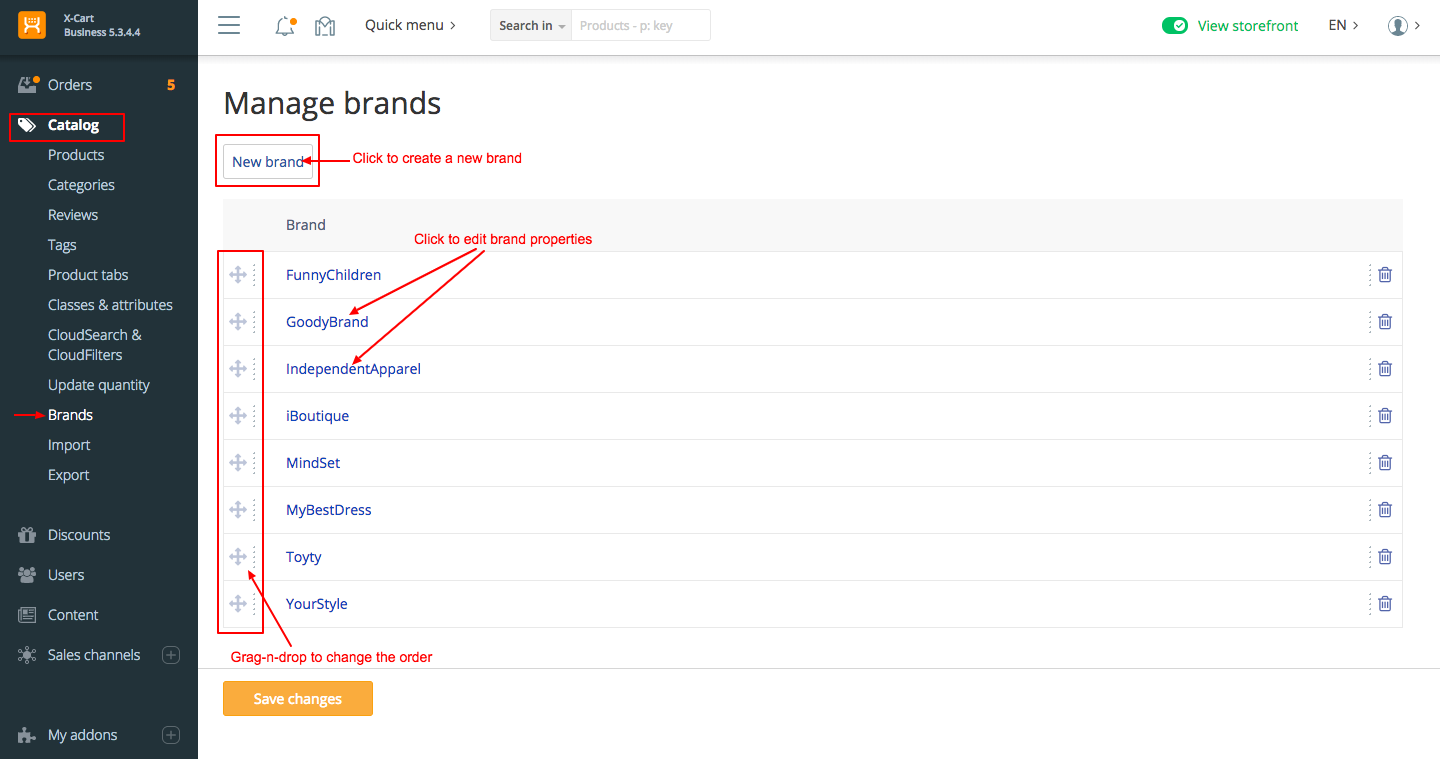 X-Cart
Business 5.3.4.4
Quick menu
Search in
Products - p: key
View storefront
EN
Orders
5
Catalog
Products
Categories
Reviews
Tags
Product tabs
Classes & attributes
CloudSearch &
CloudFilters
Update quantity
Brands
Import
Export
Discounts
Users
Content
Sales channels
My addons
Manage brands
New brand
Click to create a new brand
Brand
Click to edit brand properties
FunnyChildren
GoodyBrand
IndependentApparel
iBoutique
MindSet
MyBestDress
Toyty
YourStyle
Grag-n-drop to change the order
Save changes